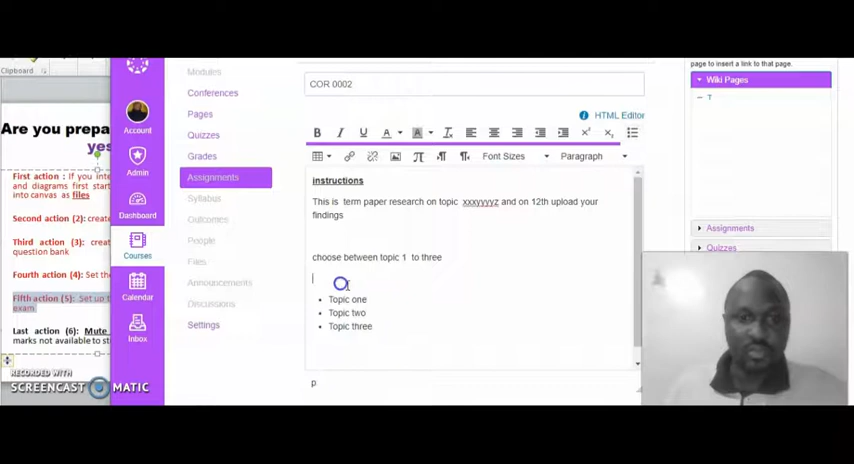 Clipboard
Are you prepa
yes
First action : If you inte
and diagrams first start
into canvas as files
Second action (2): create
Third action (3): creat
question bank
Fourth action (4): Set the
Fifth action (5): Set up t
exam
Last action (6): Mute
marks not available to st
RECORDED WITH
SCREENCAST MATIC
Account
Admin
Dashboard
Courses
Calendar
Inbox
Modules
Conferences
Pages
Quizzes
Grades
Assignments
Syllabus
Outcomes
People
Files
Announcements
Discussions
Settings
COR 0002
HTML Editor
Font Sizes
Paragraph
instructions
This is term paper research on topic xxxyyyyz and on 12th upload your
findings
choose between topic 1 to three
Topic one
Topic two
Topic three
p
page to insert a link to that page.
Wiki Pages
T
Assignments
Quizzes